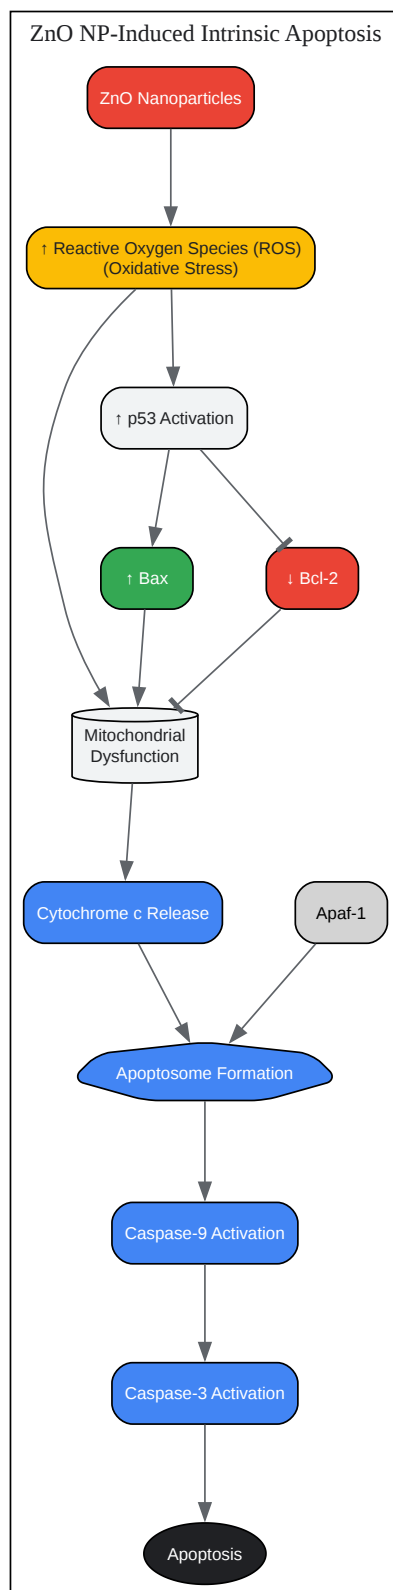 ZnO NP-Induced Intrinsic Apoptosis
ZnO Nanoparticles
↑ Reactive Oxygen Species (ROS)
(Oxidative Stress)
↑ p53 Activation
↑ Bax
↓ Bcl-2
Mitochondrial
Dysfunction
Cytochrome c Release
Apaf-1
Apoptosome Formation
Caspase-9 Activation
Caspase-3 Activation
Apoptosis